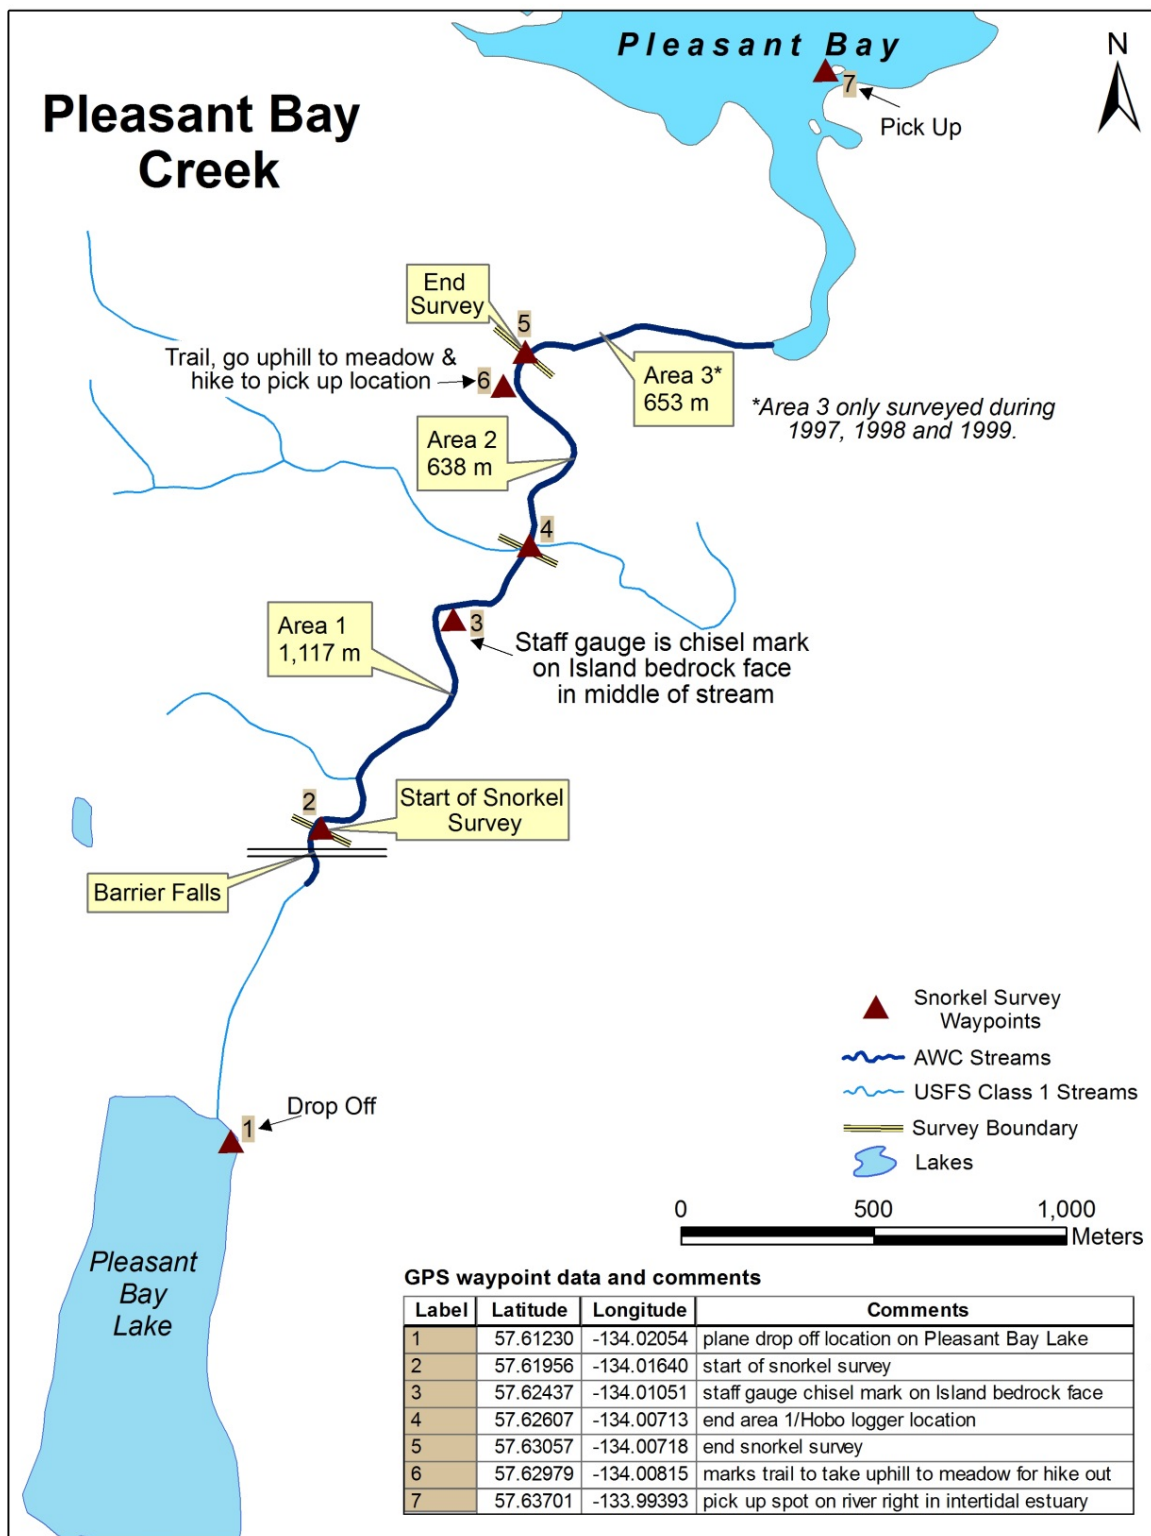 Pleasant Bay
N
7
Pick Up
Pleasant Bay
Creek
End
Survey
5
Trail, go uphill to meadow &
hike to pick up location
6
Area 3*
653 m
*Area 3 only surveyed during
1997, 1998 and 1999.
Area 2
638 m
4
Area 1
1,117 m
3
Staff gauge is chisel mark
on Island bedrock face
in middle of stream
2
Start of Snorkel
Survey
Barrier Falls
Snorkel Survey
Waypoints
AWC Streams
USFS Class 1 Streams
Survey Boundary
Lakes
Drop Off
1
0 500 1,000
Meters
Pleasant
Bay
Lake
GPS waypoint data and comments
Label Latitude Longitude Comments
1 57.61230 -134.02054 plane drop off location on Pleasant Bay Lake
2 57.61956 -134.01640 start of snorkel survey
3 57.62437 -134.01051 staff gauge chisel mark on Island bedrock face
4 57.62607 -134.00713 end area 1/Hobo logger location
5 57.63057 -134.00718 end snorkel survey
6 57.62979 -134.00815 marks trail to take uphill to meadow for hike out
7 57.63701 -133.99393 pick up spot on river right in intertidal estuary